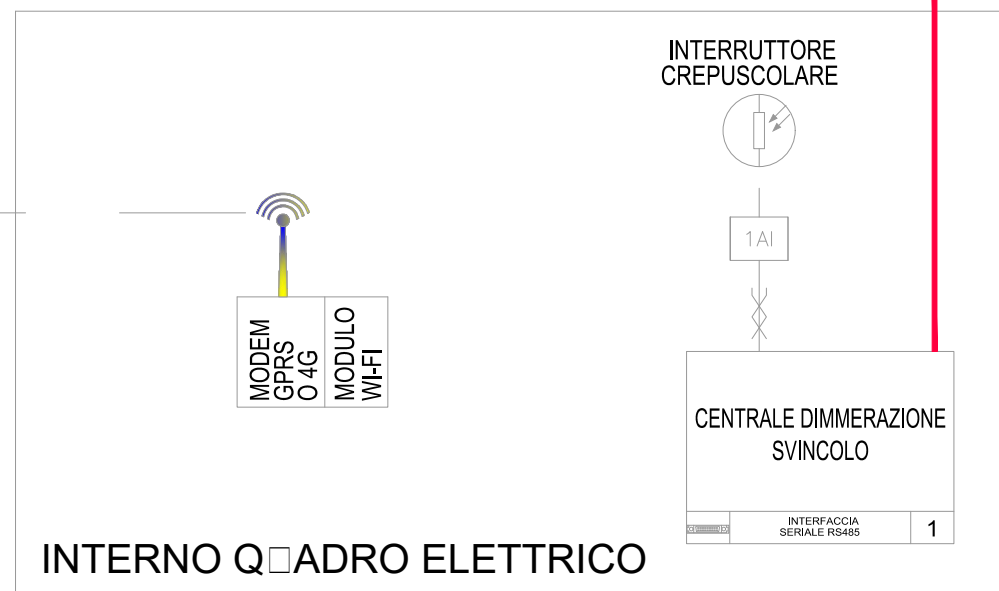 INTERRUTTORE
CREPUSCOLARE
1AI
MODEM
GPRS
O 4G
MODULO
WI-FI
CENTRALE DIMMERAZIONE
SVINCOLO
INTERFACCIA
SERIALE RS485
1
INTERNO Q□ADRO ELETTRICO